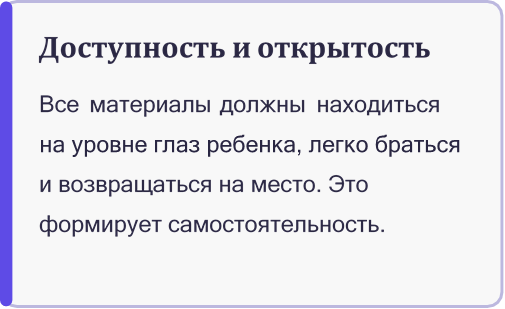 Доступность и открытость
Все материалы должны находиться
на уровне глаз ребенка, легко браться
и возвращаться на место. Это
формирует самостоятельность.